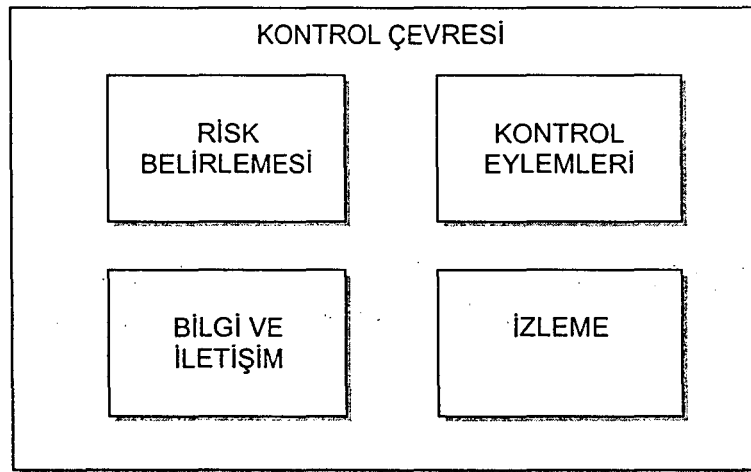 KONTROL ÇEVRESİ
RİSK
BELİRLEMESİ
KONTROL
EYLEMLERİ
BİLGİ VE
İLETİŞİM
İZLEME